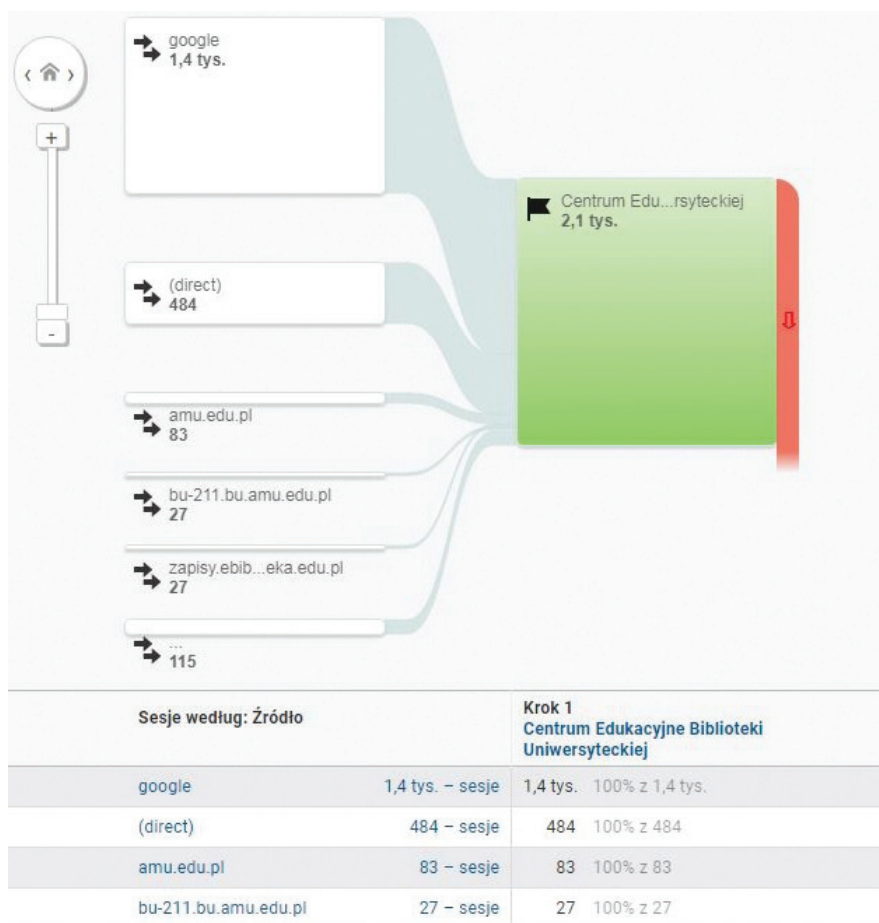 google
1,4 tys.
+
-
Centrum Edu...rsyteckiej
2,1 tys.
(direct)
484
amu.edu.pl
83
bu-211.bu.amu.edu.pl
27
zapisy.ebib...eka.edu.pl
27
...
115
Sesje według: Źródło
Krok 1
Centrum Edukacyjne Biblioteki
Uniwersyteckiej
google 1,4 tys. – sesje 1,4 tys. 100% z 1,4 tys.
(direct) 484 – sesje 484 100% z 484
amu.edu.pl 83 – sesje 83 100% z 83
bu-211.bu.amu.edu.pl 27 – sesje 27 100% z 27